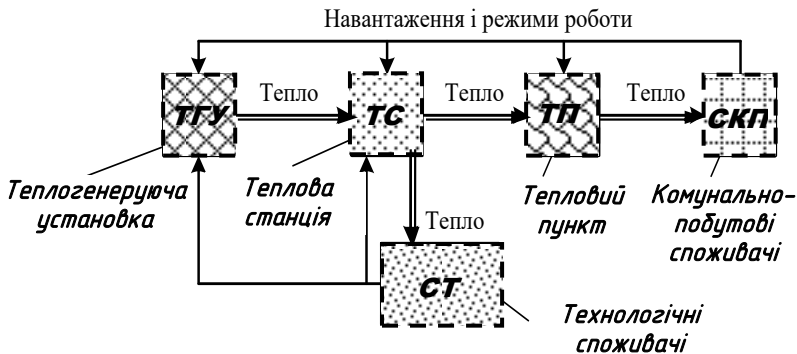 Навантаження і режими роботи
Тепло
Тепло
Тепло
ТГУ
ТС
ТП
СКП
Теплогенеруюча
установка
Теплова
станція
Тепловий
пункт
Комунально-
побутові
споживачі
Тепло
СТ
Технологічні
споживачі